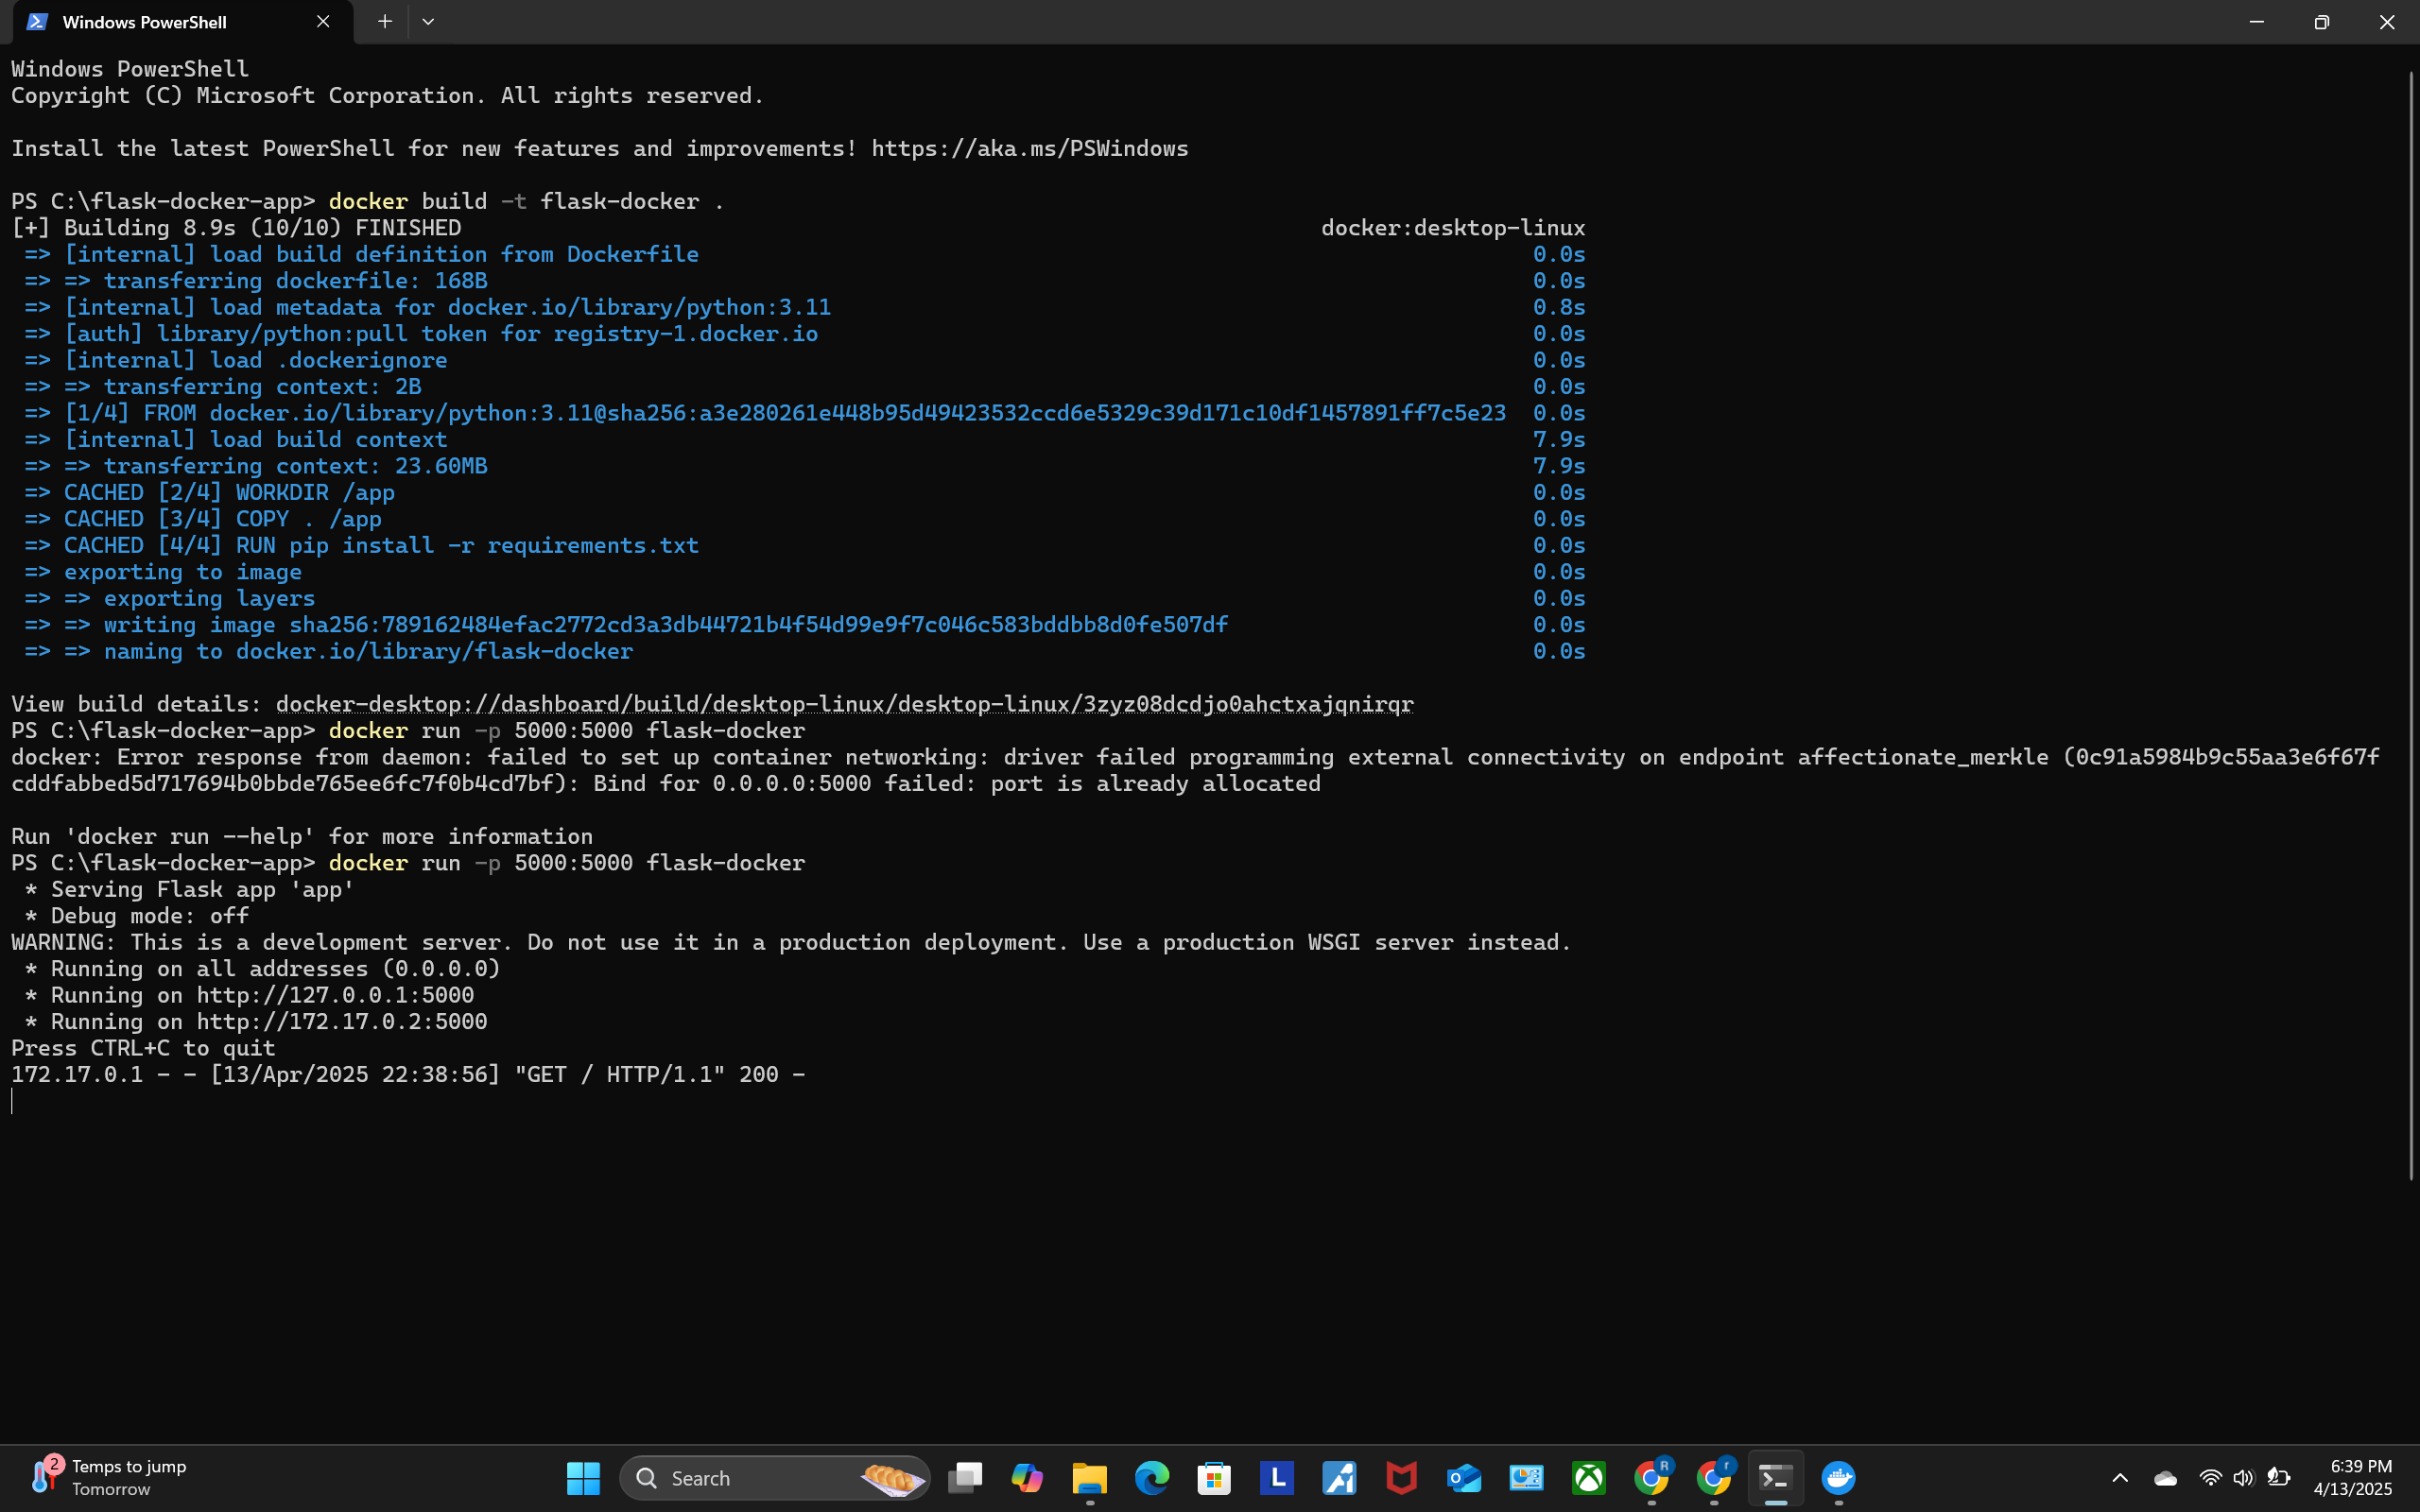 Windows PowerShell
Windows PowerShell
Copyright (C) Microsoft Corporation. All rights reserved.
Install the latest PowerShell for new features and improvements! https://aka.ms/PSWindows
PS C:\flask-docker-app> docker build -t flask-docker .
[+] Building 8.9s (10/10) FINISHED docker:desktop-linux
=> [internal] load build definition from Dockerfile 0.0s
=> => transferring dockerfile: 168B 0.0s
=> [internal] load metadata for docker.io/library/python:3.11 0.8s
=> [auth] library/python:pull token for registry-1.docker.io 0.0s
=> [internal] load .dockerignore 0.0s
=> => transferring context: 2B 0.0s
=> [1/4] FROM docker.io/library/python:3.11@sha256:a3e280261e448b95d49423532ccd6e5329c39d171c10df1457891ff7c5e23 0.0s
=> [internal] load build context 7.9s
=> => transferring context: 23.60MB 7.9s
=> CACHED [2/4] WORKDIR /app 0.0s
=> CACHED [3/4] COPY . /app 0.0s
=> CACHED [4/4] RUN pip install -r requirements.txt 0.0s
=> exporting to image 0.0s
=> => exporting layers 0.0s
=> => writing image sha256:789162484efac2772cd3a3db44721b4f54d99e9f7c046c583bddbb8d0fe507df 0.0s
=> => naming to docker.io/library/flask-docker 0.0s
View build details: docker-desktop://dashboard/build/desktop-linux/desktop-linux/3zyz08dcdjo0ahctxajqnirqr
PS C:\flask-docker-app> docker run -p 5000:5000 flask-docker
docker: Error response from daemon: failed to set up container networking: driver failed programming external connectivity on endpoint affectionate_merkle (0c91a5984b9c55aa3e6f67f
cddfabbed5d717694b0bbde765ee6fc7f0b4cd7bf): Bind for 0.0.0.0:5000 failed: port is already allocated
Run 'docker run --help' for more information
PS C:\flask-docker-app> docker run -p 5000:5000 flask-docker
* Serving Flask app 'app'
* Debug mode: off
WARNING: This is a development server. Do not use it in a production deployment. Use a production WSGI server instead.
* Running on all addresses (0.0.0.0)
* Running on http://127.0.0.1:5000
* Running on http://172.17.0.2:5000
Press CTRL+C to quit
172.17.0.1 - - [13/Apr/2025 22:38:56] "GET / HTTP/1.1" 200 -
2
Temps to jump
Tomorrow
Search
L
R
r
6:39 PM
4/13/2025